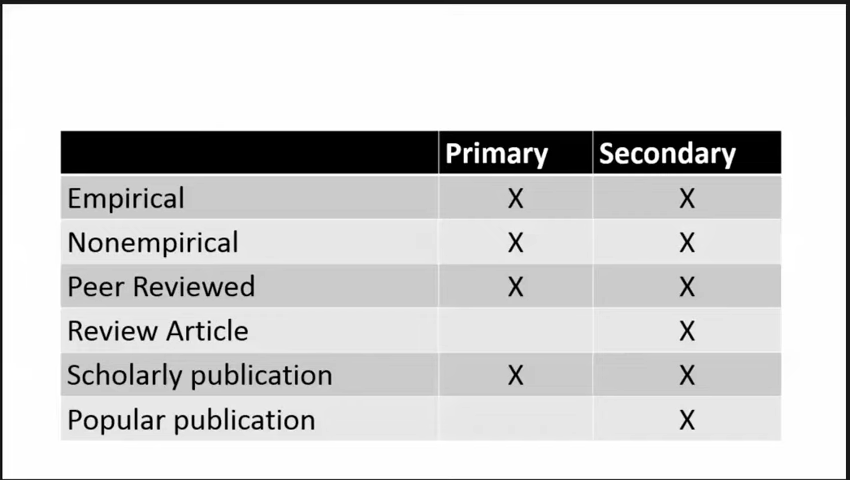 Primary Secondary
Empirical X X
Nonempirical X X
Peer Reviewed X X
Review Article X
Scholarly publication X X
Popular publication X